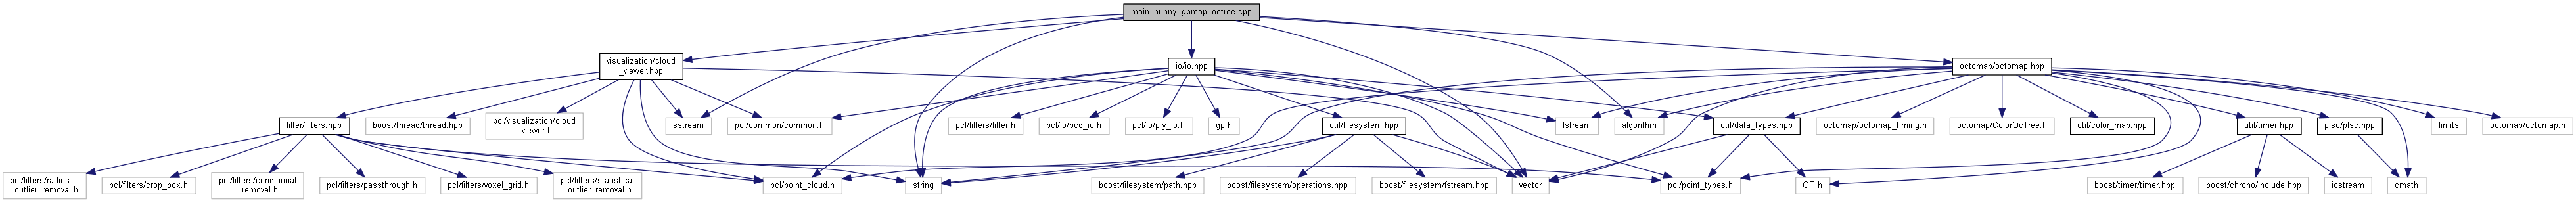 main_bunny_gpmap_octree.cpp
visualization/cloud
_viewer.hpp
io/io.hpp
octomap/octomap.hpp
filter/filters.hpp
boost/thread/thread.hpp
pcl/visualization/cloud
_viewer.h
sstream
pcl/common/common.h
pcl/filters/filter.h
pcl/io/pcd_io.h
pcl/io/ply_io.h
gp.h
util/filesystem.hpp
fstream
algorithm
util/data_types.hpp
octomap/octomap_timing.h
octomap/ColorOcTree.h
util/color_map.hpp
util/timer.hpp
plsc/plsc.hpp
limits
octomap/octomap.h
pcl/filters/radius
_outlier_removal.h
pcl/filters/crop_box.h
pcl/filters/conditional
_removal.h
pcl/filters/passthrough.h
pcl/filters/voxel_grid.h
pcl/filters/statistical
_outlier_removal.h
pcl/point_cloud.h
string
boost/filesystem/path.hpp
boost/filesystem/operations.hpp
boost/filesystem/fstream.hpp
vector
pcl/point_types.h
GP.h
boost/timer/timer.hpp
boost/chrono/include.hpp
iostream
cmath